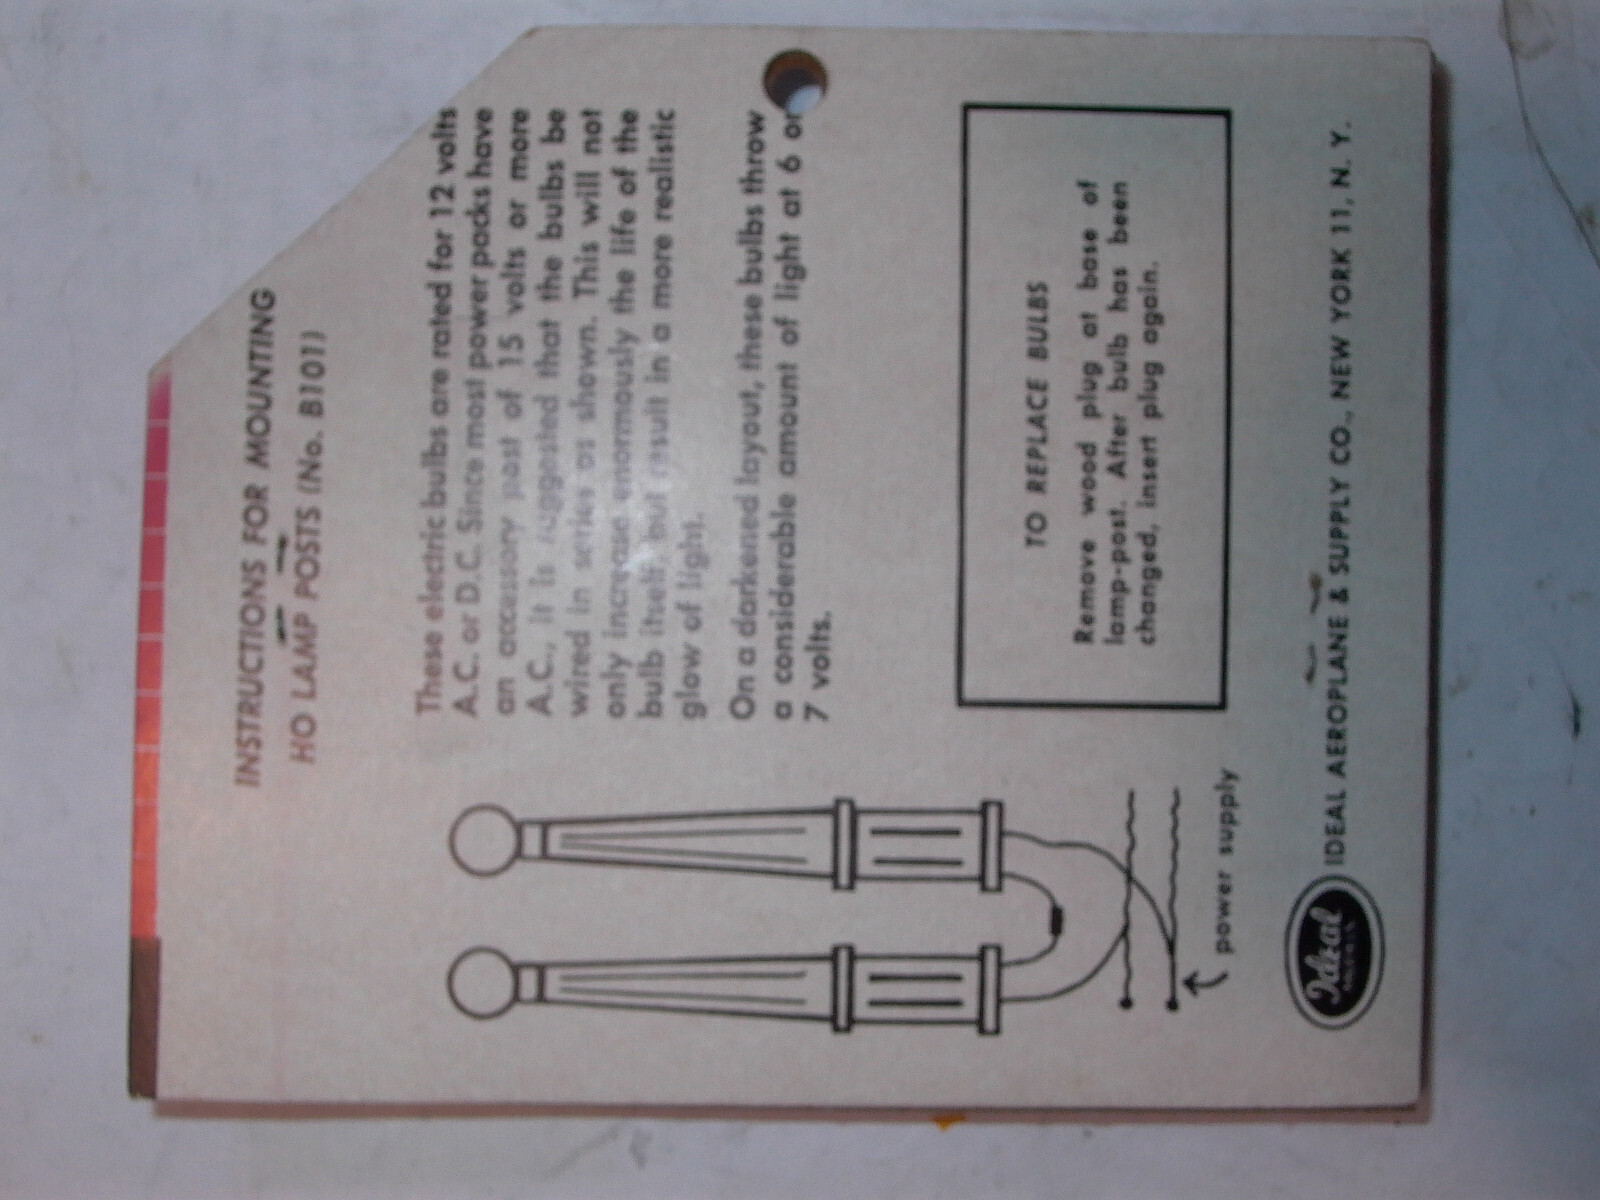 INSTRUCTIONS FOR MOUNTING
HO LAMP POSTS (No. B101)
These electric bulbs are rated for 12 volts
A.C. or D.C. Since most power packs have
an accessory post of 15 volts or more
A.C., it is suggested that the bulbs be
wired in series as shown. This will not
only increase enormously the life of the
bulb itself, but result in a more realistic
glow of light.
On a darkened layout, these bulbs throw
a considerable amount of light at 6 or
7 volts.
TO REPLACE BULBS
Remove wood plug at base of
lamp-post. After bulb has been
changed, insert plug again.
power supply
Ideal
IDEAL AEROPLANE & SUPPLY CO., NEW YORK 11, N. Y.